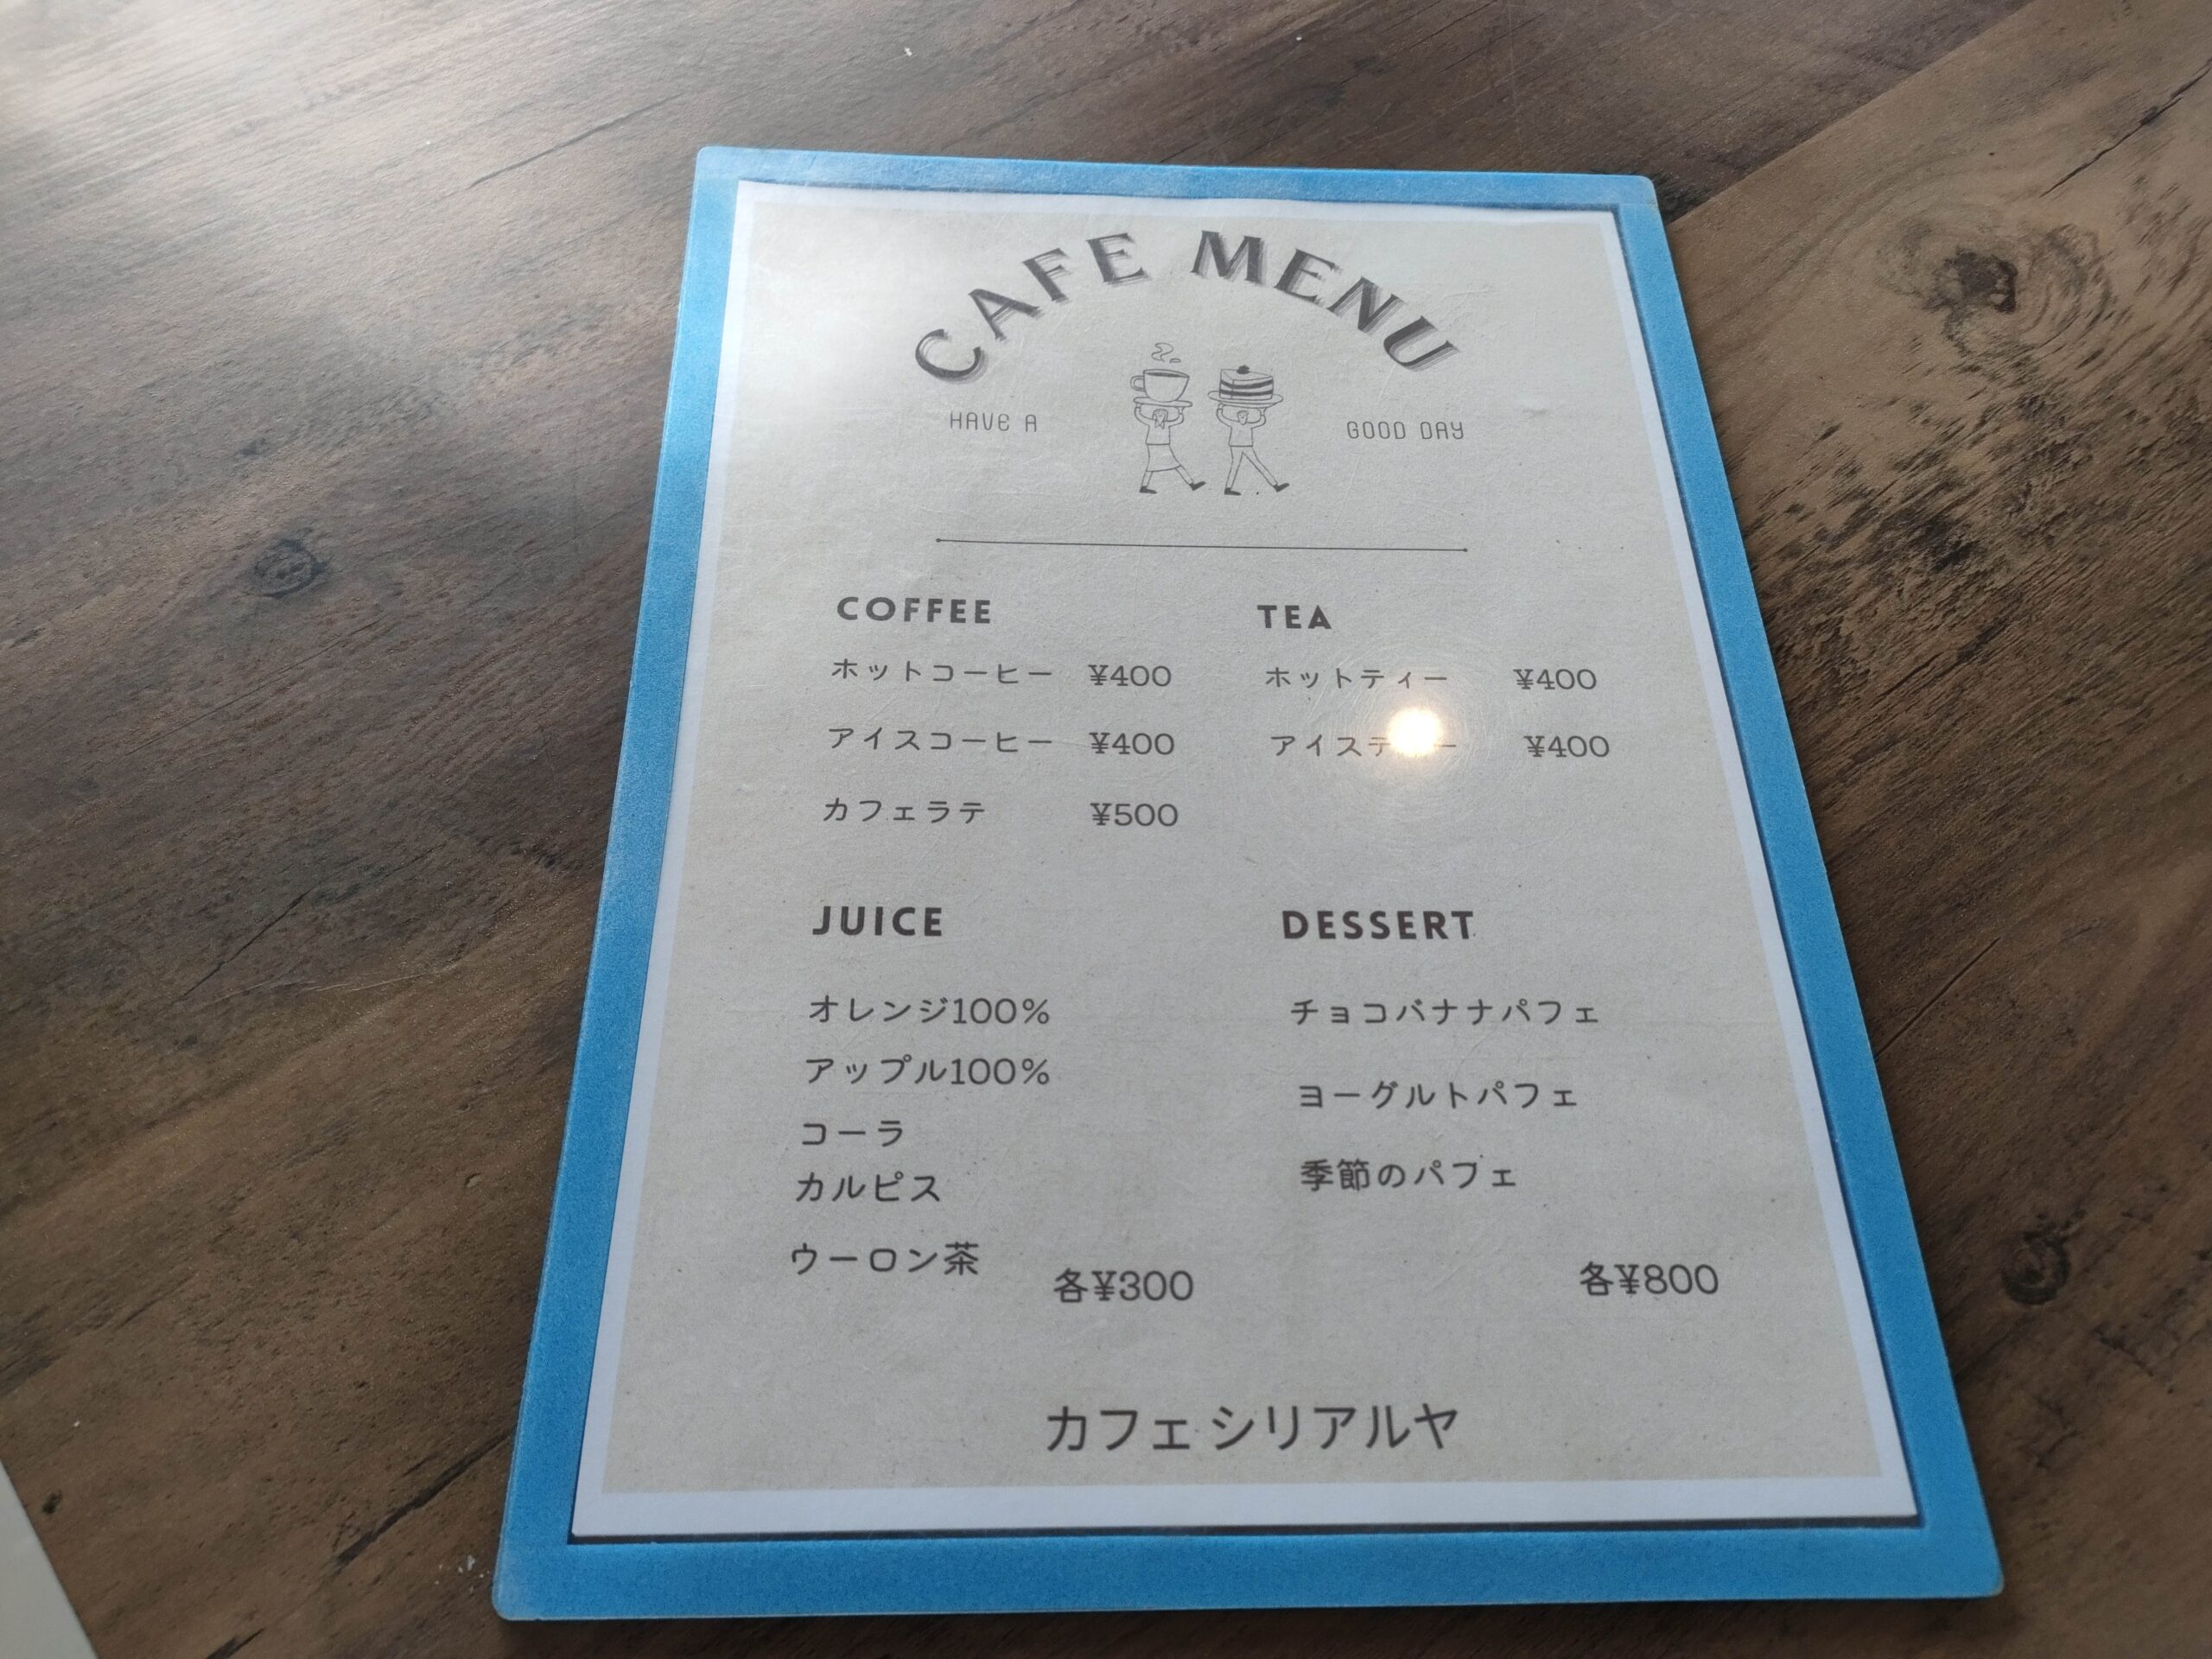 CAFE MENU
HAVE A GOOD DAY
COFFEE
ホットコーヒー ¥400
アイスコーヒー ¥400
カフェラテ ¥500
TEA
ホットティー ¥400
¥400
JUICE
オレンジ100%
アップル100%
コーラ
カルピス
ウーロン茶
各¥300
DESSERT
チョコバナナパフェ
ヨーグルトパフェ
季節のパフェ
各¥800
カフェ シリアルヤ